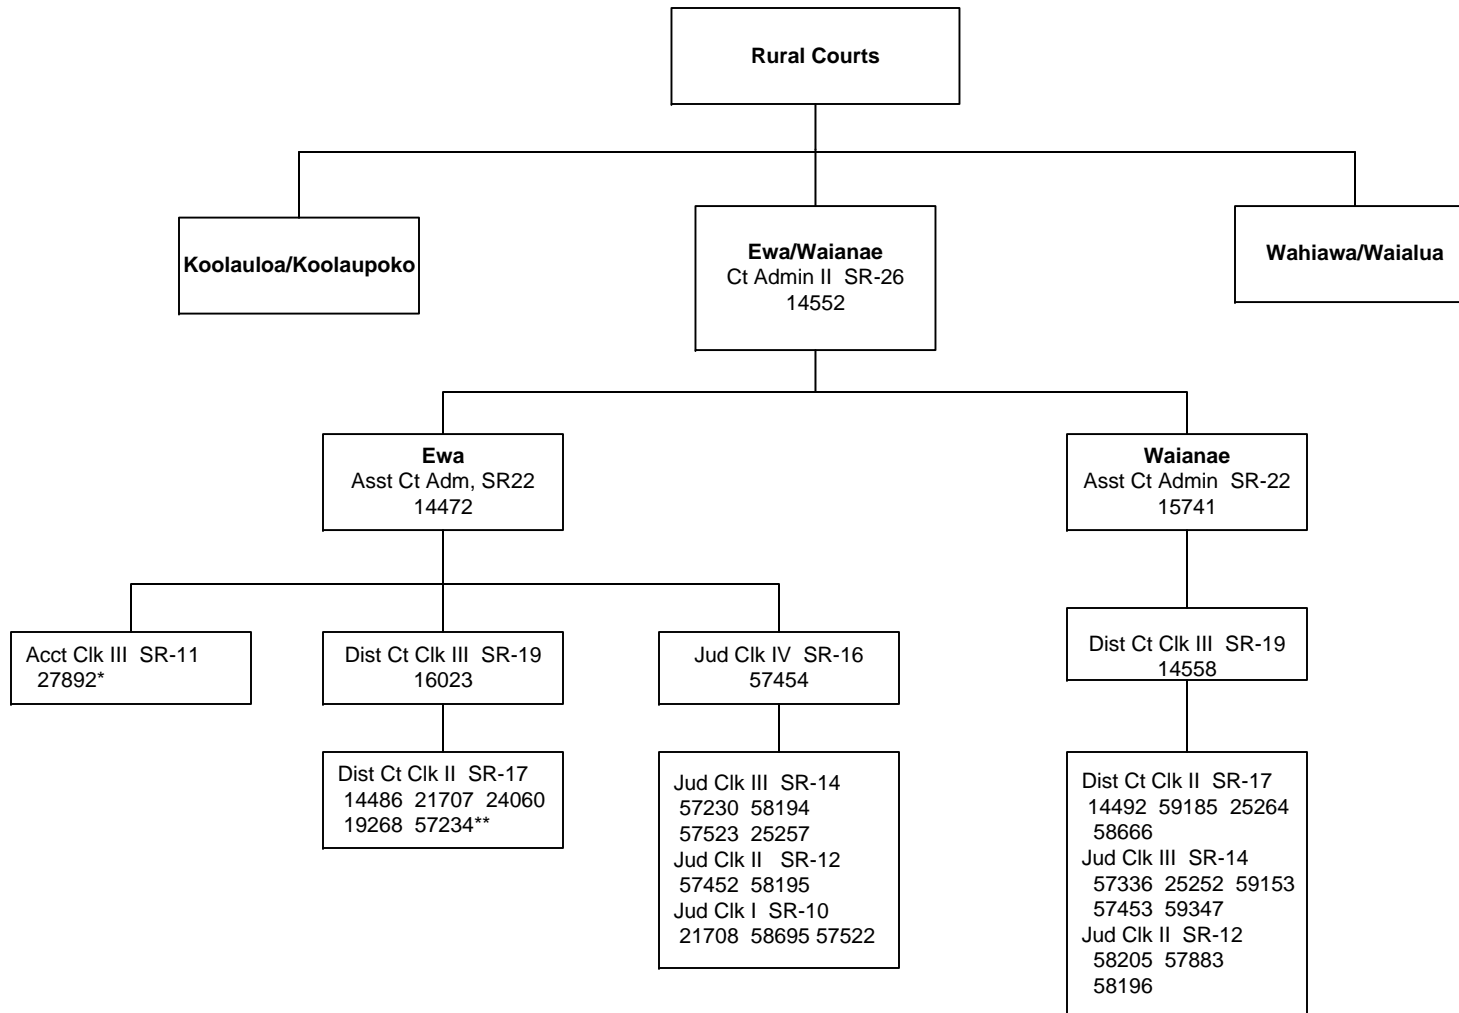 Rural Courts
Koolauloa/Koolaupoko
Ewa/Waianae
Ct Admin II SR-26
14552
Wahiawa/Waialua
Ewa
Asst Ct Adm, SR22
14472
Waianae
Asst Ct Admin SR-22
15741
Acct Clk III SR-11
27892*
Dist Ct Clk III SR-19
16023
Jud Clk IV SR-16
57454
Dist Ct Clk III SR-19
14558
Dist Ct Clk II SR-17
14486 21707 24060
19268 57234**
Jud Clk III SR-14
57230 58194
57523 25257
Jud Clk II SR-12
57452 58195
Jud Clk I SR-10
21708 58695 57522
Dist Ct Clk II SR-17
14492 59185 25264
58666
Jud Clk III SR-14
57336 25252 59153
57453 59347
Jud Clk II SR-12
58205 57883
58196